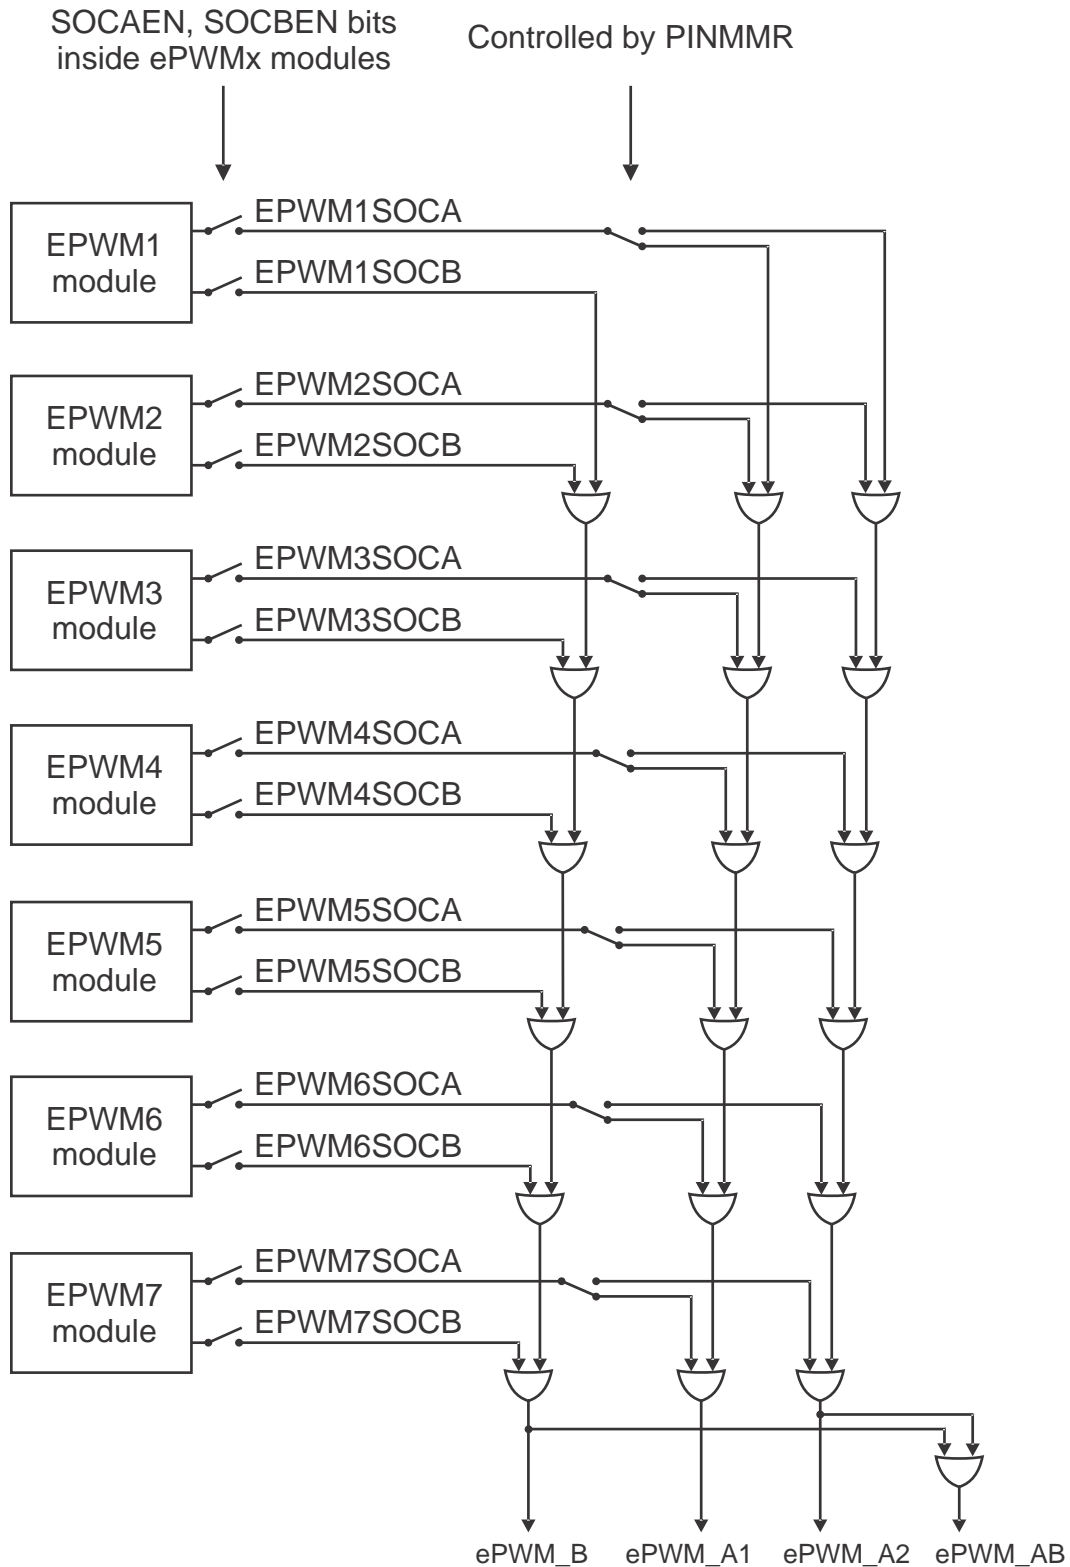 SOCAEN, SOCBEN bits
inside ePWMx modules
Controlled by PINMMR
EPWM1
module
EPWM1SOCA
EPWM1SOCB
EPWM2
module
EPWM2SOCA
EPWM2SOCB
EPWM3
module
EPWM3SOCA
EPWM3SOCB
EPWM4
module
EPWM4SOCA
EPWM4SOCB
EPWM5
module
EPWM5SOCA
EPWM5SOCB
EPWM6
module
EPWM6SOCA
EPWM6SOCB
EPWM7
module
EPWM7SOCA
EPWM7SOCB
ePWM_B ePWM_A1 ePWM_A2 ePWM_AB